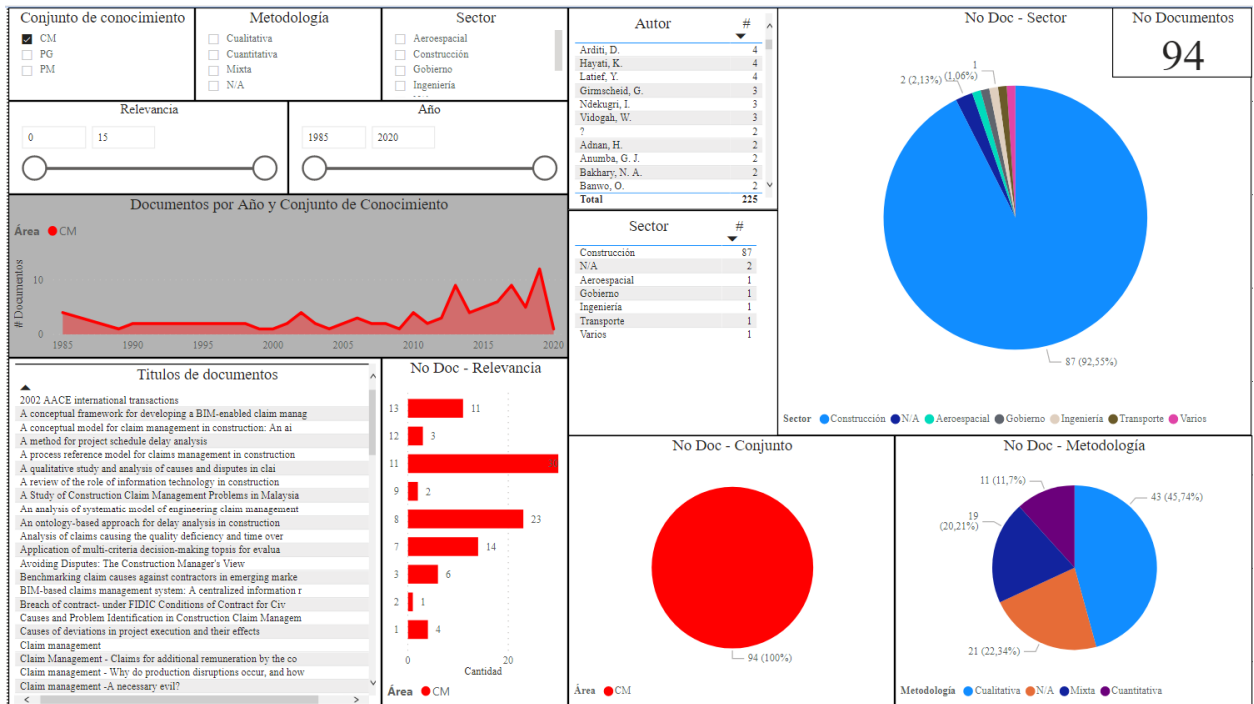 Conjunto de conocimiento
CM
PG
PM
Metodología
Cualitativa
Cuantitativa
Mixta
N/A
Sector
Aeroespacial
Construcción
Gobierno
Ingeniería
Relevancia
0 15
Año
1985 2020
Documentos por Año y Conjunto de Conocimiento
Área CM
# Documentos
10
0
1985 1990 1995 2000 2005 2010 2015 2020
Titulos de documentos
2002 AACE international transactions
A conceptual framework for developing a BIM-enabled claim manag
A conceptual model for claim management in construction: An ai
A method for project schedule delay analysis
A process reference model for claims management in construction
A qualitative study and analysis of causes and disputes in clai
A review of the role of information technology in construction
A Study of Construction Claim Management Problems in Malaysia
An analysis of systematic model of engineering claim management
An ontology-based approach for delay analysis in construction
Analysis of claims causing the quality deficiency and time over
Application of multi-criteria decision-making topsis for evalua
Avoiding Disputes: The Construction Manager's View
Benchmarking claim causes against contractors in emerging marke
BIM-based claims management system: A centralized information r
Breach of contract- under FIDIC Conditions of Contract for Civ
Causes and Problem Identification in Construction Claim Managem
Causes of deviations in project execution and their effects
Claim management
Claim Management - Claims for additional remuneration by the co
Claim management - Why do production disruptions occur, and how
Claim management -A necessary evil?
No Doc - Relevancia
13 11
12 3
11
9 2
8 23
7 14
3 6
2 1
1 4
0 20
Cantidad
Área CM
Autor #
Arditi, D. 4
Hayati, K. 4
Latief, Y. 4
Girmscheid, G. 3
Ndekugri, I. 3
Vidogah, W. 3
? 2
Adnan, H. 2
Anumba, G. J. 2
Bakhary, N. A. 2
Banwo, O. 2
Total 225
Sector #
Construcción 87
N/A 2
Aeroespacial 1
Gobierno 1
Ingeniería 1
Transporte 1
Varios 1
No Doc - Sector
2 (2,13%)
1
(1,06%)
87 (92,55%)
Sector Construcción N/A Aeroespacial Gobierno Ingeniería Transporte Varios
No Documentos
94
No Doc - Conjunto
94 (100%)
Área CM
No Doc - Metodología
11 (11,7%)
43 (45,74%)
19
(20,21%)
21 (22,34%)
Metodología Cualitativa N/A Mixta Cuantitativa